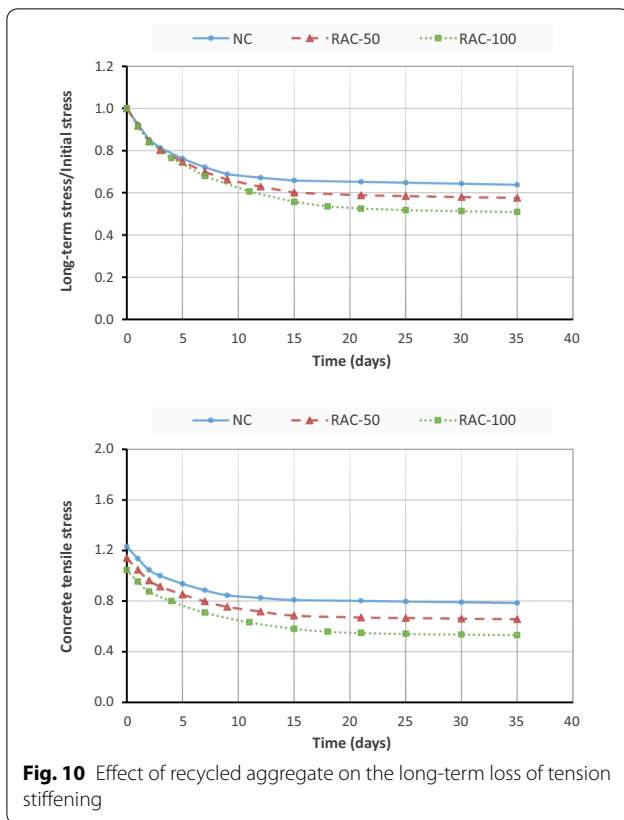 NC RAC-50 RAC-100
1.2
1.0
0.8
0.6
0.4
0.2
0.0
Long-term stress/Initial stress
0 5 10 15 20 25 30 35 40
Time (days)
NC RAC-50 RAC-100
2.0
1.6
1.2
0.8
0.4
0.0
Concrete tensile stress
0 5 10 15 20 25 30 35 40
Time (days)
Fig. 10 Effect of recycled aggregate on the long-term loss of tension
stiffening